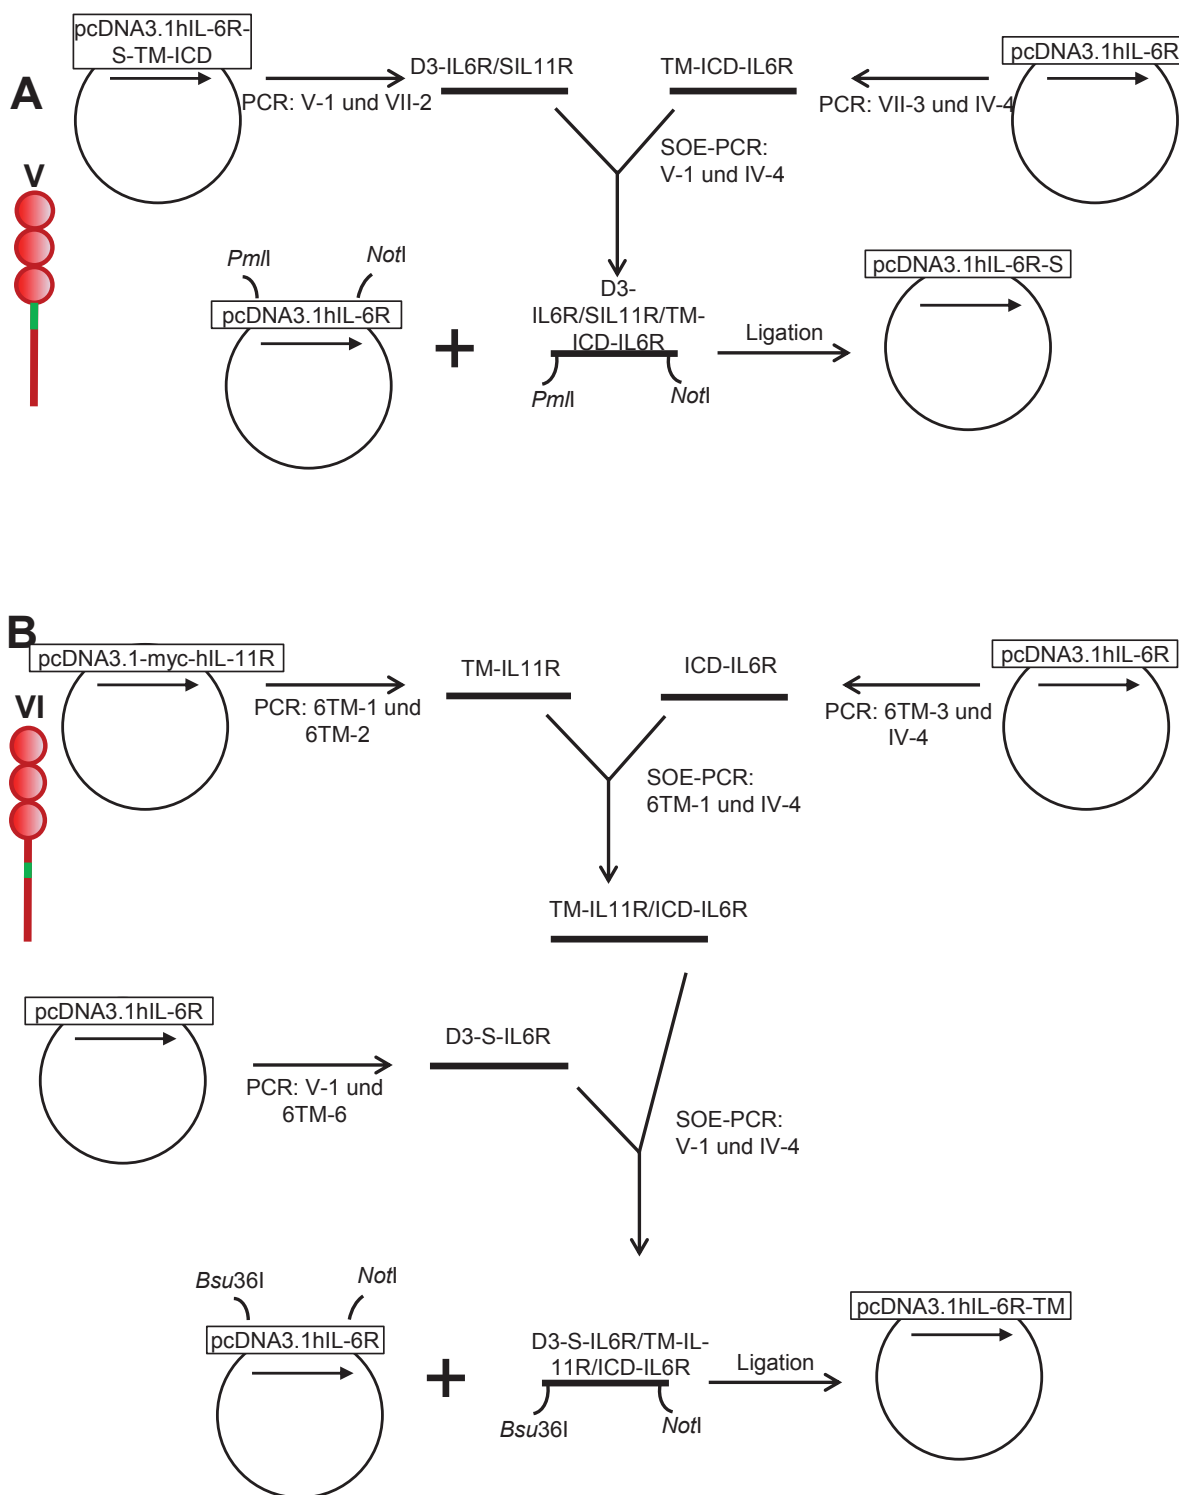 A
pcDNA3.1hIL-6R-
S-TM-ICD
PCR: V-1 und VII-2
D3-IL6R/SIL11R
TM-ICD-IL6R
PCR: VII-3 und IV-4
pcDNA3.1hIL-6R
SOE-PCR:
V-1 und IV-4
V
PmlI
NotI
pcDNA3.1hIL-6R
+
D3-
IL6R/SIL11R/TM-
ICD-IL6R
PmlI
NotI
Ligation
pcDNA3.1hIL-6R-S
B
pcDNA3.1-myc-hIL-11R
PCR: 6TM-1 und
6TM-2
TM-IL11R
ICD-IL6R
PCR: 6TM-3 und
IV-4
pcDNA3.1hIL-6R
VI
SOE-PCR:
6TM-1 und IV-4
TM-IL11R/ICD-IL6R
pcDNA3.1hIL-6R
PCR: V-1 und
6TM-6
D3-S-IL6R
SOE-PCR:
V-1 und IV-4
Bsu36I
NotI
pcDNA3.1hIL-6R
+
D3-S-IL6R/TM-IL-
11R/ICD-IL6R
Bsu36I
NotI
Ligation
pcDNA3.1hIL-6R-TM